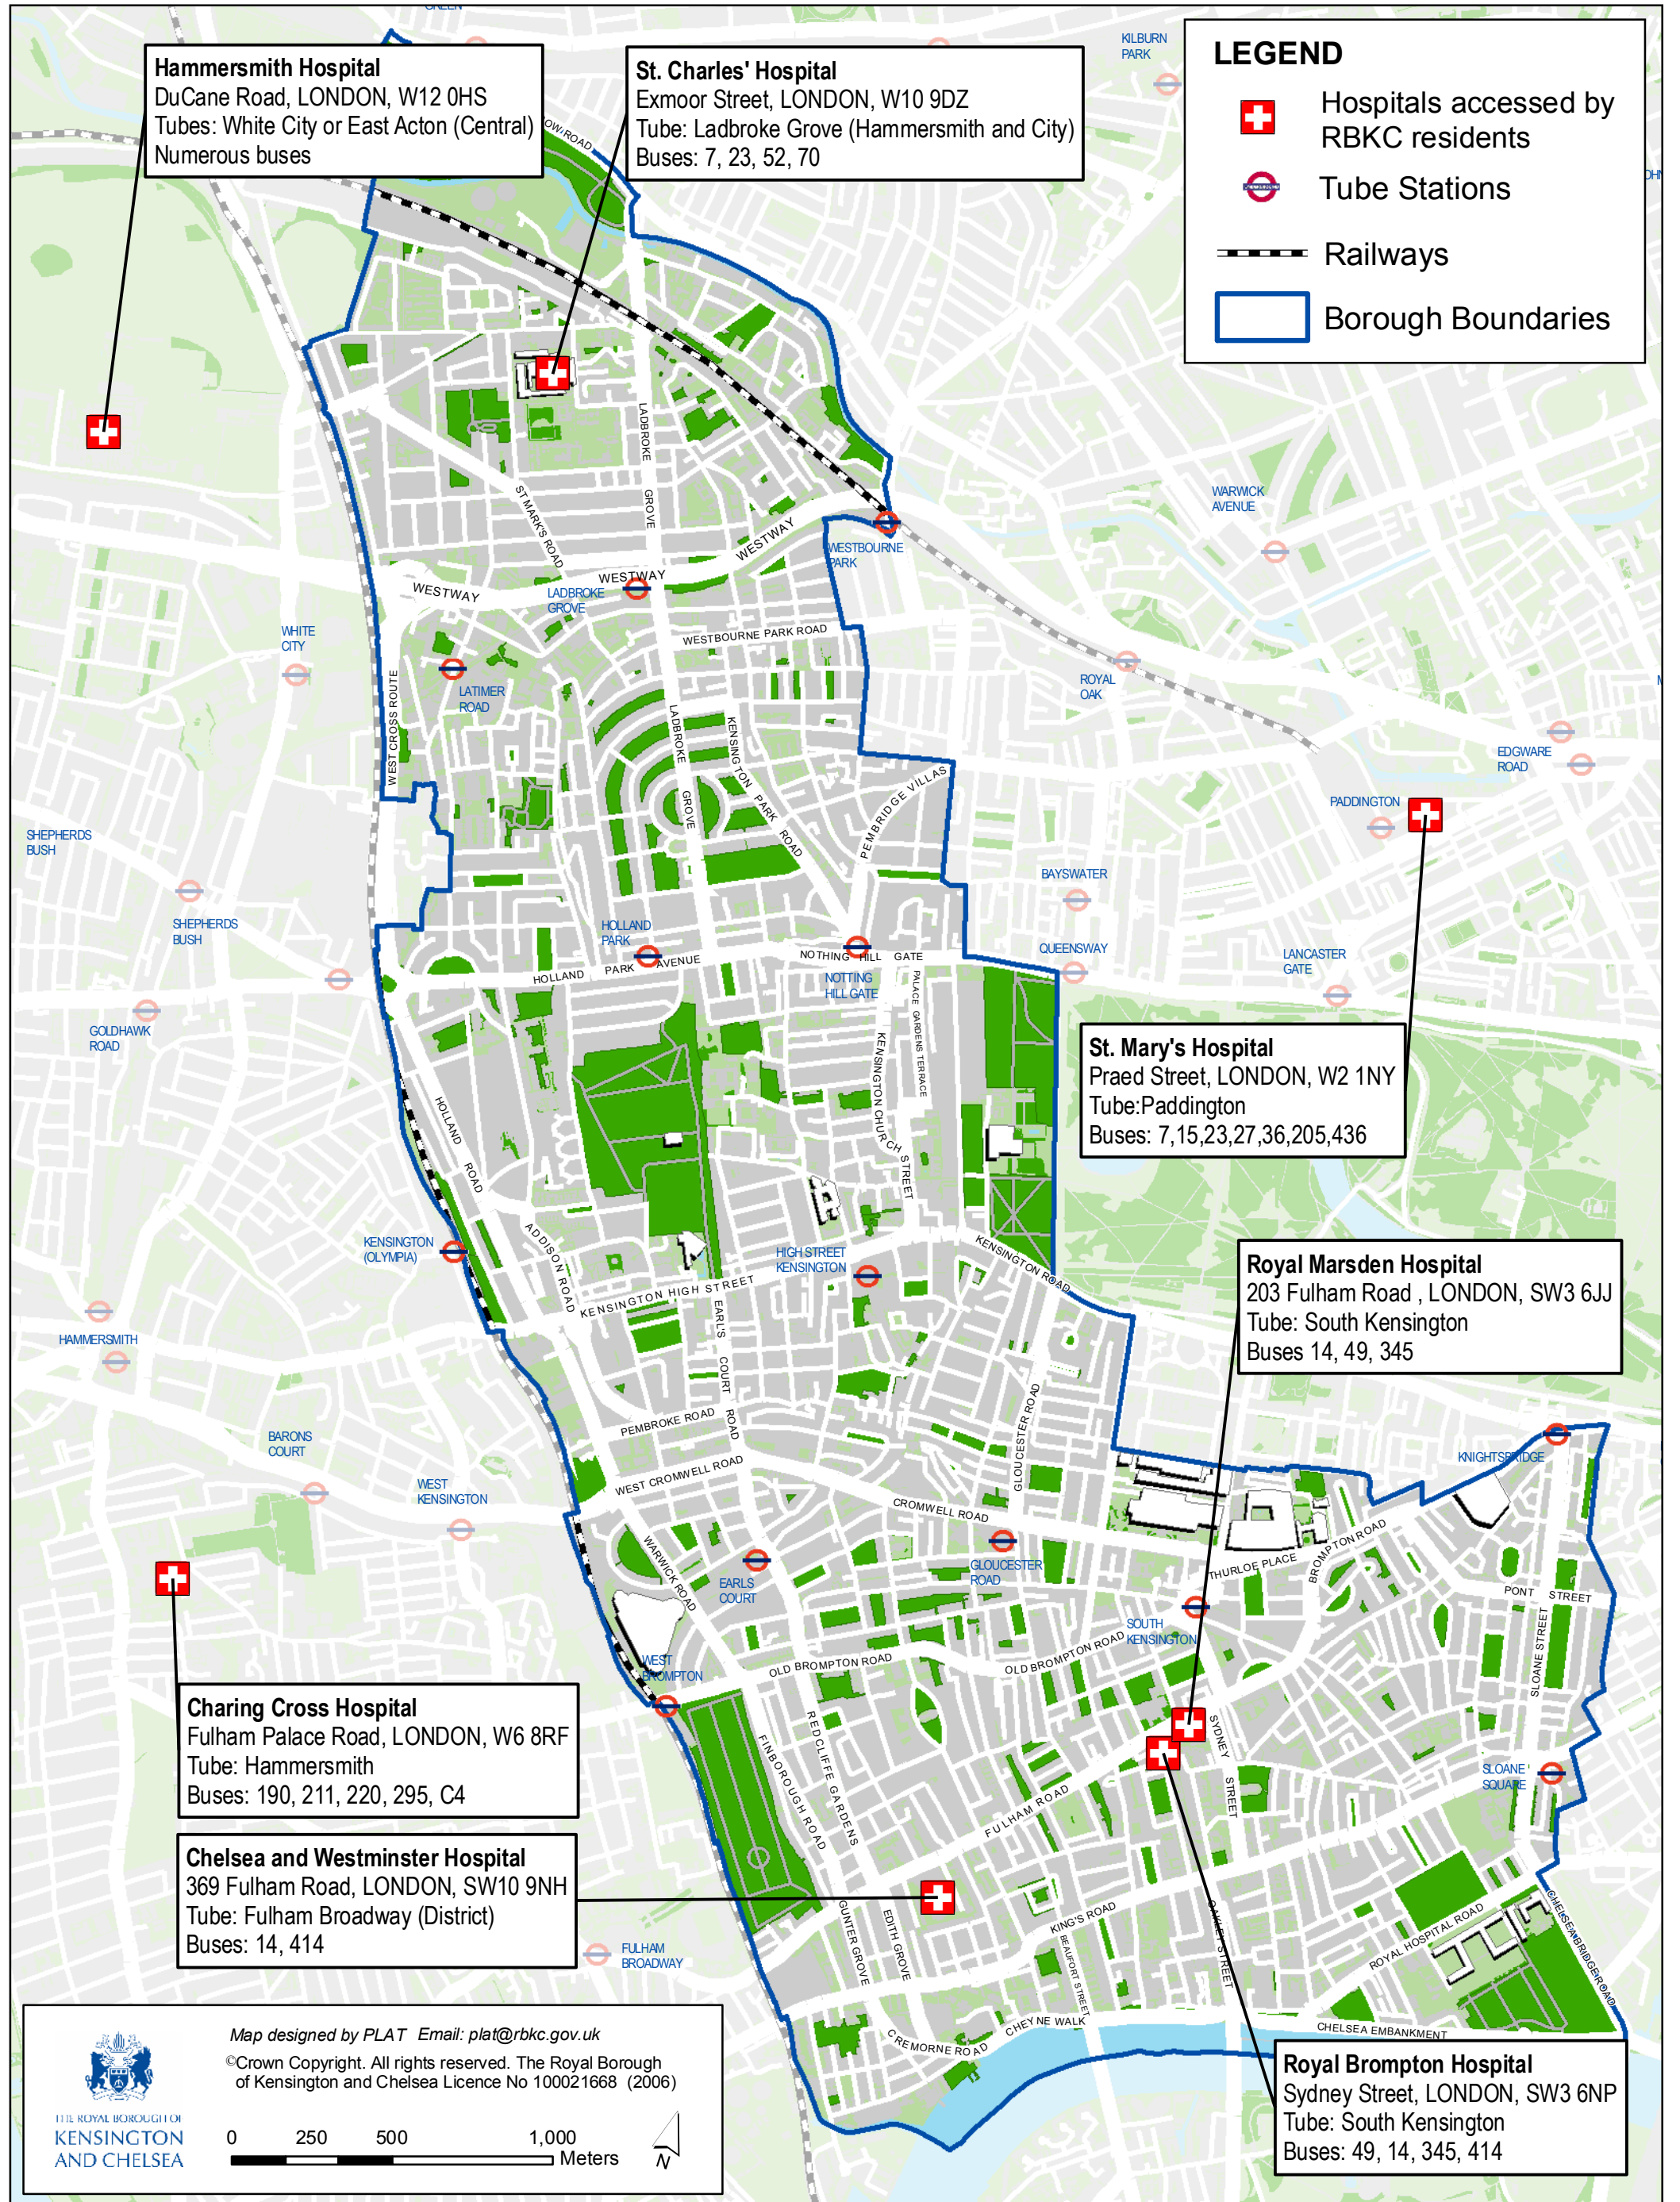 GREEN
KILBURN
PARK
LEGEND
Hospitals accessed by
RBKC residents
Tube Stations
Railways
Borough Boundaries
Hammersmith Hospital
DuCane Road, LONDON, W12 0HS
Tubes: White City or East Acton (Central)
Numerous buses
St. Charles' Hospital
Exmoor Street, LONDON, W10 9DZ
Tube: Ladbroke Grove (Hammersmith and City)
Buses: 7, 23, 52, 70
ROAD
LADBROKE
GROVE
ST MARK'S ROAD
WARWICK
AVENUE
WESTWAY
WESTBOURNE
PARK
WESTWAY
WESTWAY
LADBROKE
GROVE
WHITE
CITY
WESTBOURNE PARK ROAD
LATIMER
ROAD
ROYAL
OAK
WEST CROSS ROUTE
LADBROKE
GROVE
KENSINGTON PARK ROAD
EDGWARE
ROAD
PEMBRIDGE VILLAS
PADDINGTON
SHEPHERDS
BUSH
BAYSWATER
SHEPHERDS
BUSH
HOLLAND
PARK
HOLLAND PARK AVENUE
NOTHING HILL GATE
NOTTING
HILL GATE
QUEENSWAY
LANCASTER
GATE
GOLDHAWK
ROAD
PALACE GARDENS TERRACE
KENSINGTON CHURCH STREET
St. Mary's Hospital
Praed Street, LONDON, W2 1NY
Tube:Paddington
Buses: 7,15,23,27,36,205,436
HOLLAND ROAD
ADDISON ROAD
KENSINGTON
(OLYMPIA)
HIGH STREET
KENSINGTON
KENSINGTON ROAD
KENSINGTON HIGH STREET
Royal Marsden Hospital
203 Fulham Road , LONDON, SW3 6JJ
Tube: South Kensington
Buses 14, 49, 345
HAMMERSMITH
EARL'S COURT ROAD
PEMBROKE ROAD
GLOUCESTER ROAD
BARONS
COURT
WEST
KENSINGTON
WEST CROMWELL ROAD
CROMWELL ROAD
KNIGHTSBRIDGE
WARWICK ROAD
EARLS
COURT
GLOUCESTER
ROAD
THURLOE PLACE
BROMPTON ROAD
PONT STREET
SLOANE STREET
SOUTH
KENSINGTON
WEST
BROMPTON
OLD BROMPTON ROAD
OLD BROMPTON ROAD
Charing Cross Hospital
Fulham Palace Road, LONDON, W6 8RF
Tube: Hammersmith
Buses: 190, 211, 220, 295, C4
FINBOROUGH ROAD
REDCLIFFE GARDENS
SYDNEY STREET
SLOANE
SQUARE
FULHAM ROAD
Chelsea and Westminster Hospital
369 Fulham Road, LONDON, SW10 9NH
Tube: Fulham Broadway (District)
Buses: 14, 414
FULHAM
BROADWAY
GUNTER GROVE
EDITH GROVE
KING'S ROAD
BEAUFORT STREET
OAKLEY STREET
ROYAL HOSPITAL ROAD
CHELSEA BRIDGE ROAD
CREMORNE ROAD
CHEYNE WALK
CHELSEA EMBANKMENT
Royal Brompton Hospital
Sydney Street, LONDON, SW3 6NP
Tube: South Kensington
Buses: 49, 14, 345, 414
Map designed by PLAT Email: plat@rbkc.gov.uk
©Crown Copyright. All rights reserved. The Royal Borough
of Kensington and Chelsea Licence No 100021668 (2006)
THE ROYAL BOROUGH OF
KENSINGTON
AND CHELSEA
0 250 500 1,000
Meters
N